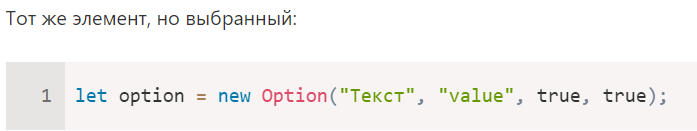 Тот же элемент, но выбранный:
1 let option = new Option("Текст", "value", true, true);